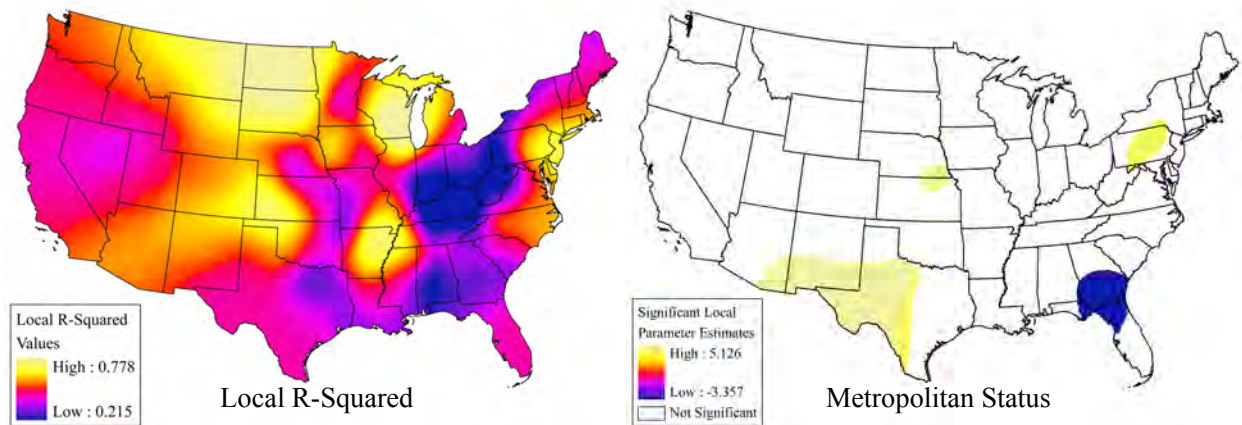 Local R-Squared
Values
High : 0.778
Low : 0.215
Local R-Squared
Significant Local
Parameter Estimates
High : 5.126
Low : -3.357
Not Significant
Metropolitan Status